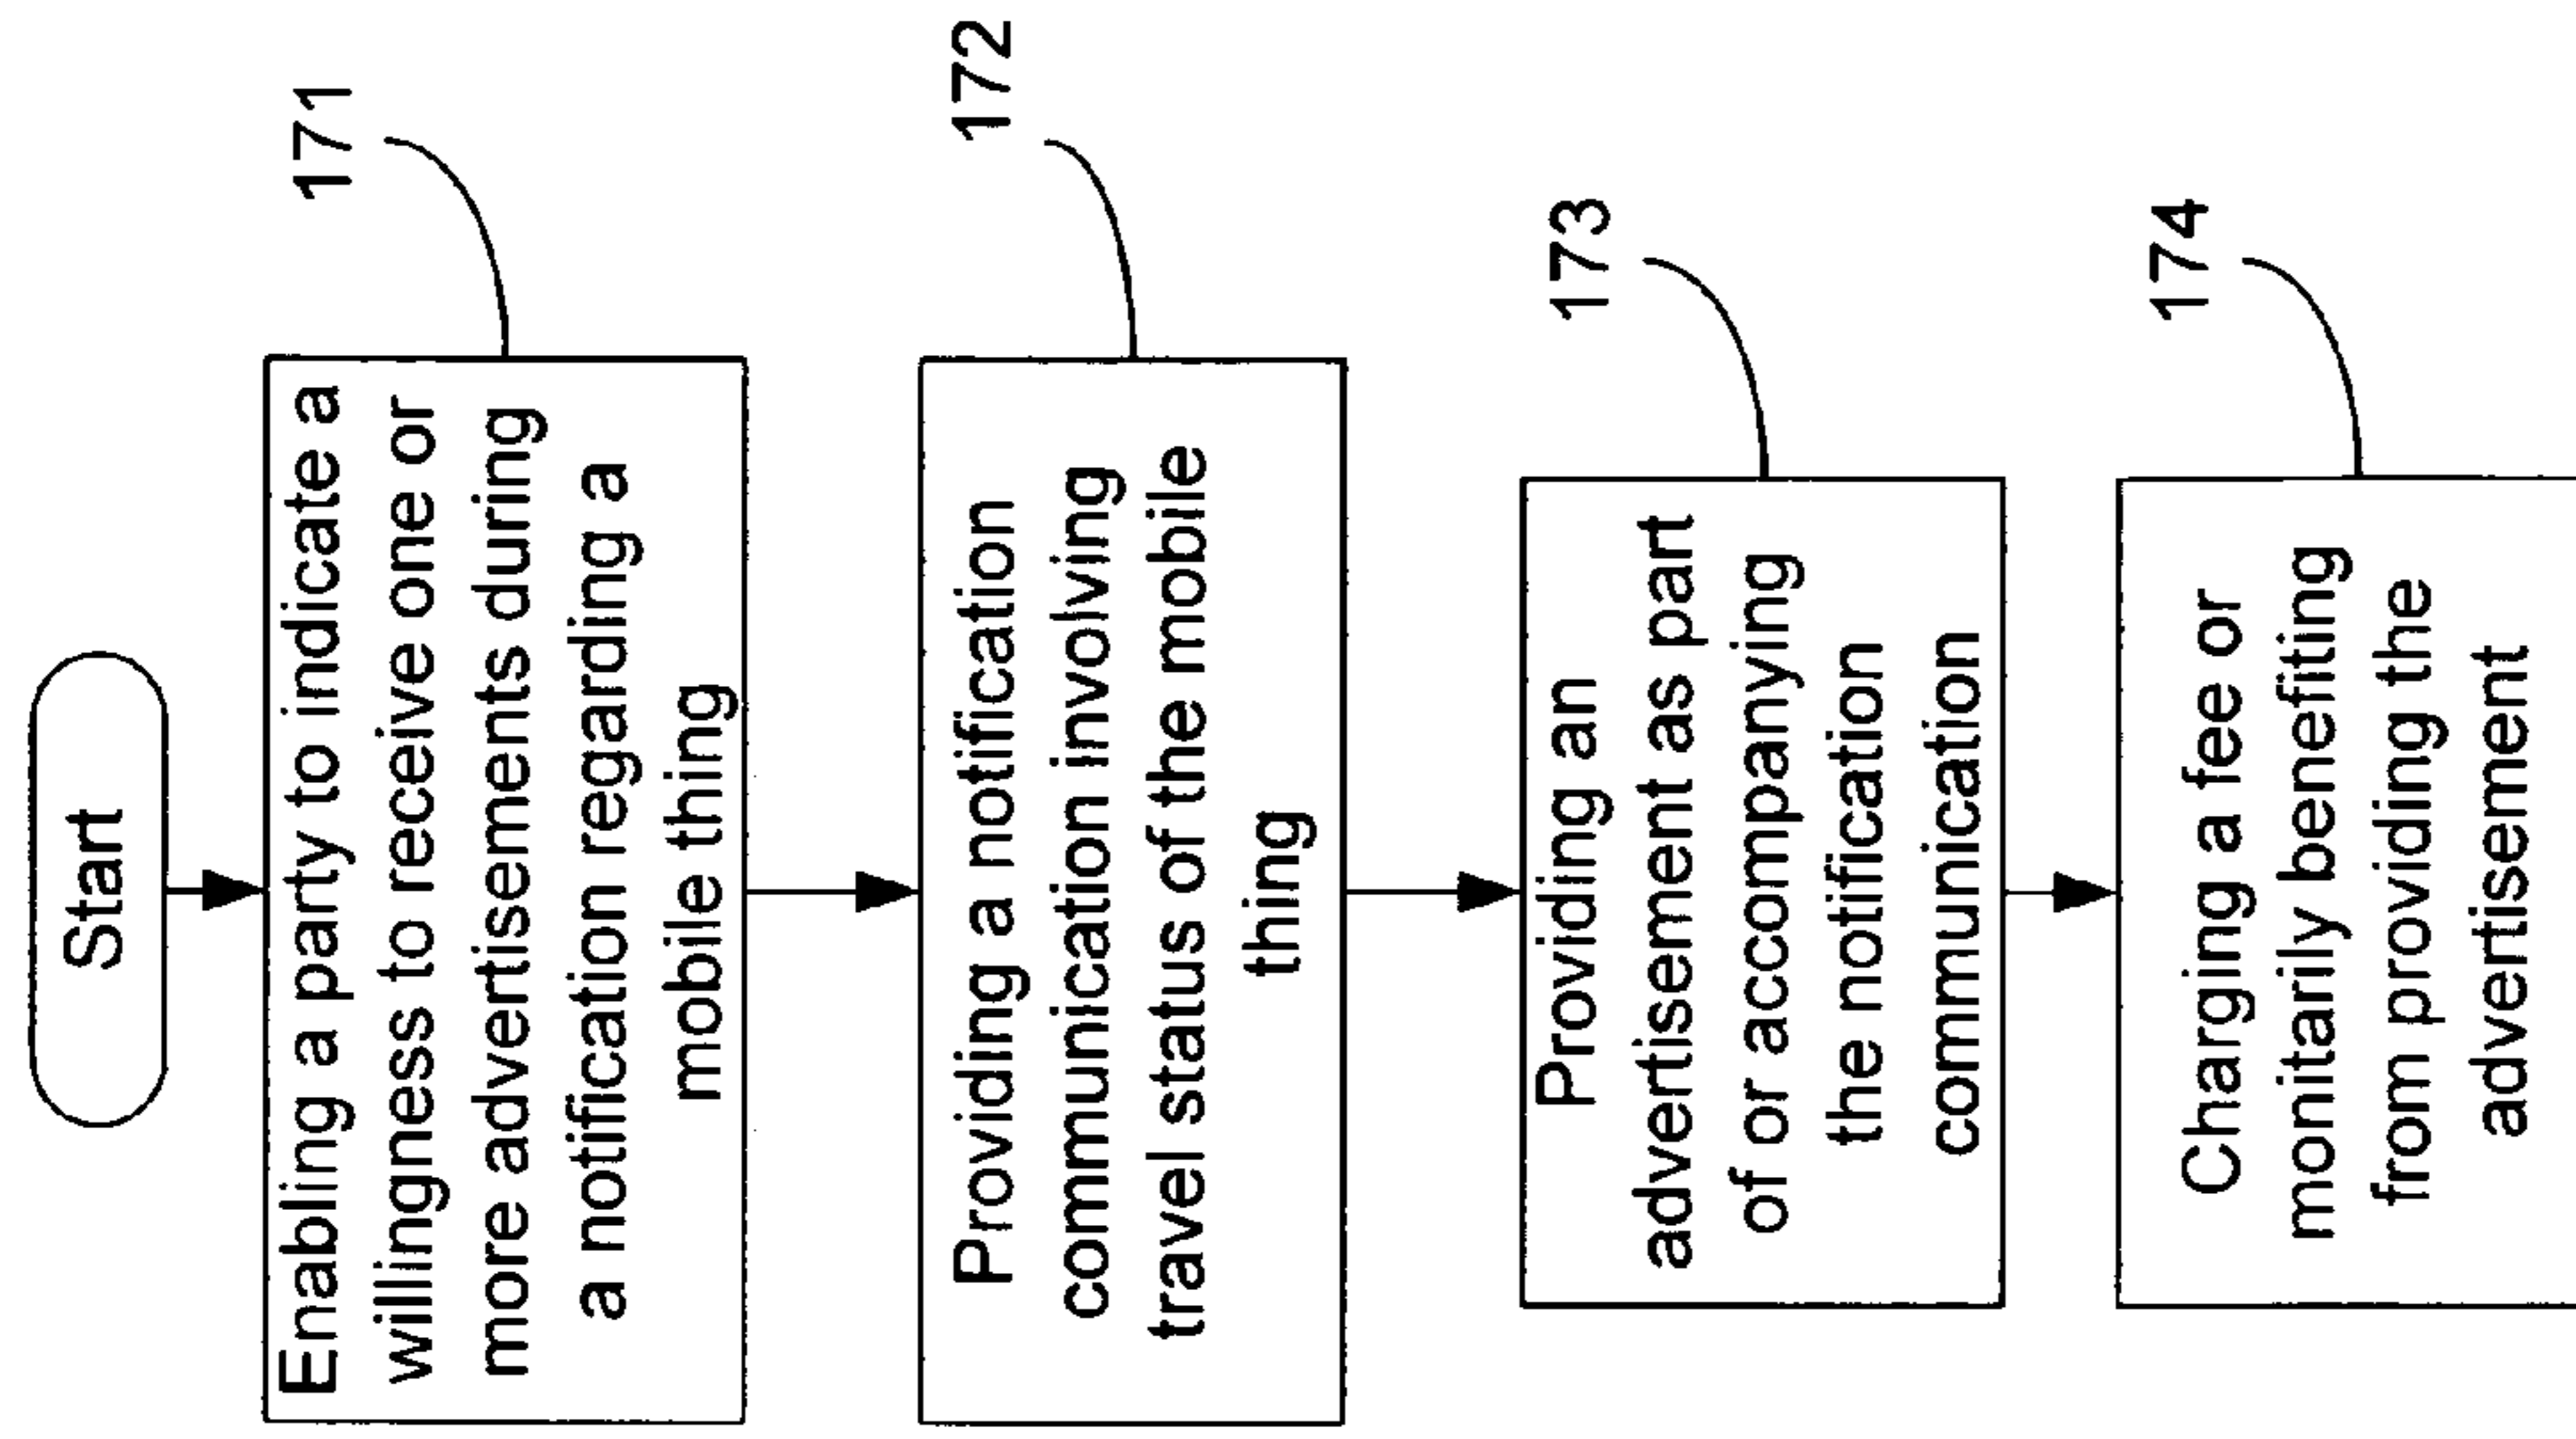 Start
171
Enabling a party to indicate a
willingness to receive one or
more advertisements during
a notification regarding a
mobile thing
172
Providing a notification
communication involving
travel status of the mobile
thing
173
Providing an
advertisement as part
of or accompanying
the notification
communication
174
Charging a fee or
monitarily benefiting
from providing the
advertisement